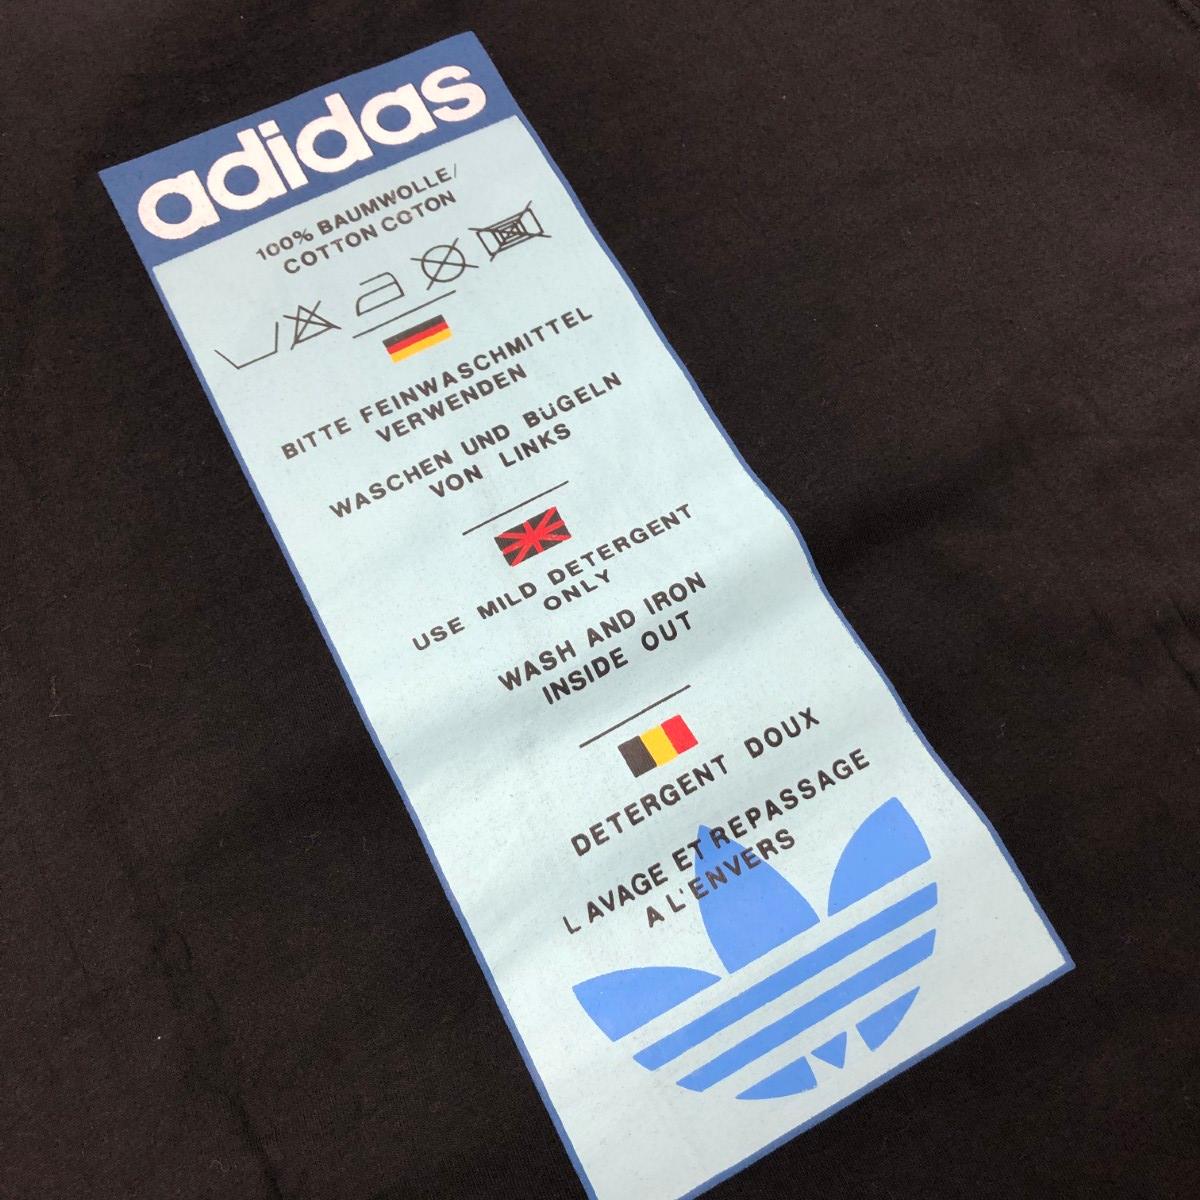 adidas
100% BAUMWOLLE/
COTTON COTON
BITTE FEINWASCHMITTEL
VERWENDEN
WASCHEN UND BüGELN
VON LINKS
USE MILD DETERGENT
ONLY
WASH AND IRON
INSIDE OUT
DETERGENT DOUX
LAVAGE ET REPASSAGE
A L'ENVERS